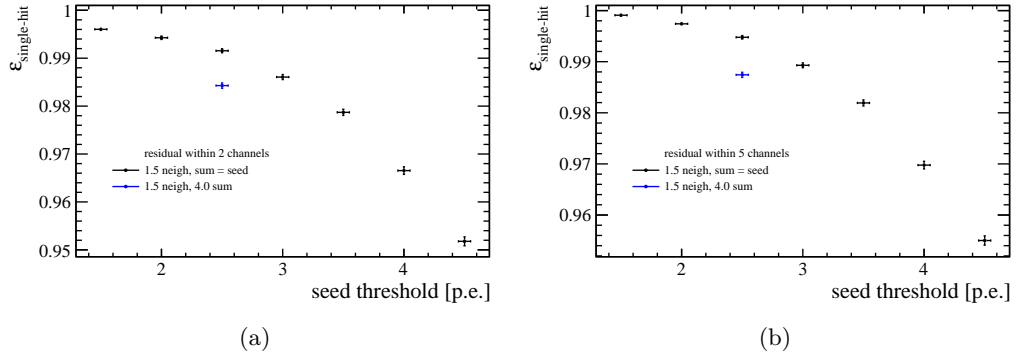 ε_single-hit
1
0.99
0.98
0.97
0.96
0.95
residual within 2 channels
1.5 neigh, sum = seed
1.5 neigh, 4.0 sum
2 3 4
seed threshold [p.e.]
(a)
ε_single-hit
1
0.99
0.98
0.97
0.96
residual within 5 channels
1.5 neigh, sum = seed
1.5 neigh, 4.0 sum
2 3 4
seed threshold [p.e.]
(b)